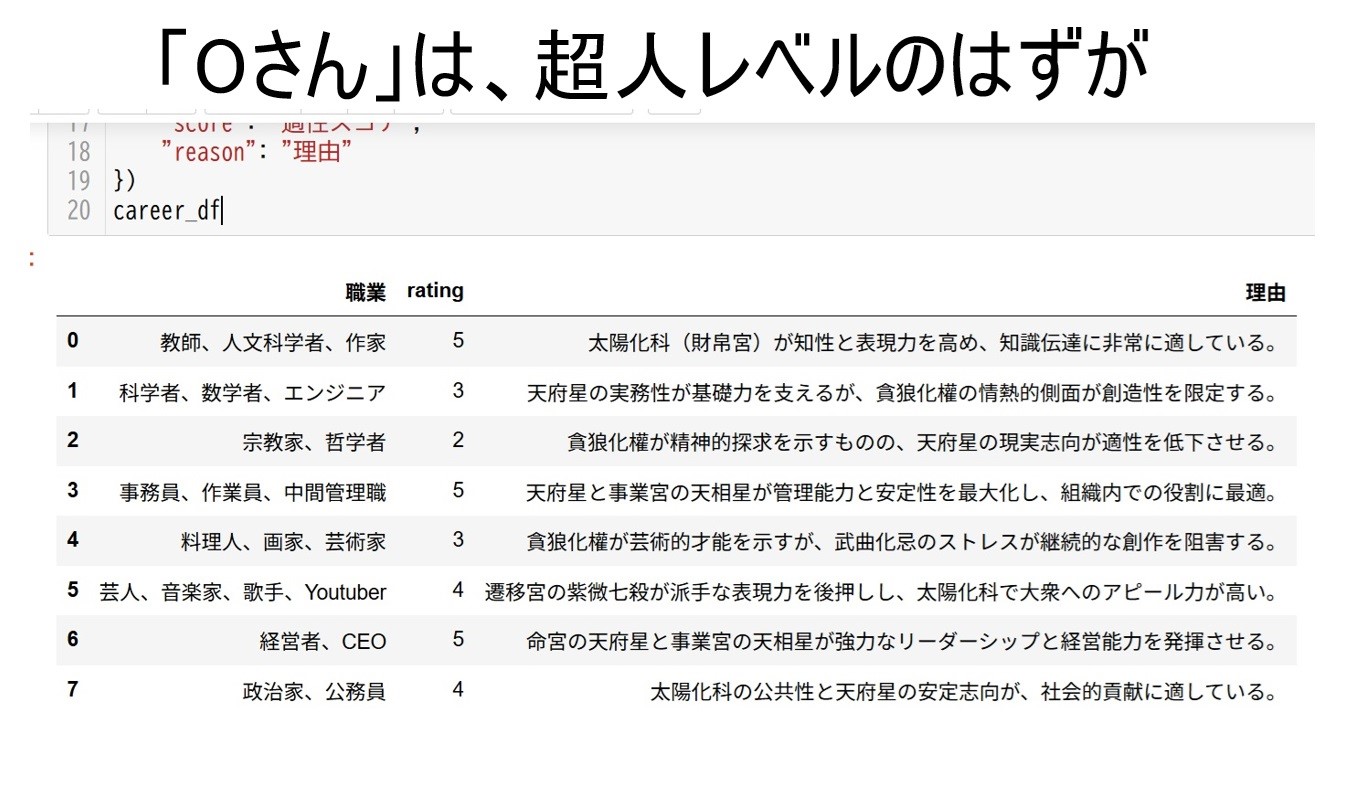 「Oさん」は、超人レベルのはずが
17 "score": "適性スコア",
18 "reason": "理由"
19 })
20 career_df
:
職業 rating 理由
0 教師、人文科学者、作家 5 太陽化科（財帛宮）が知性と表現力を高め、知識伝達に非常に適している。
1 科学者、数学者、エンジニア 3 天府星の実務性が基礎力を支えるが、貪狼化權の情熱的側面が創造性を限定する。
2 宗教家、哲学者 2 貪狼化權が精神的探求を示すものの、天府星の現実志向が適性を低下させる。
3 事務員、作業員、中間管理職 5 天府星と事業宮の天相星が管理能力と安定性を最大化し、組織内での役割に最適。
4 料理人、画家、芸術家 3 貪狼化權が芸術的才能を示すが、武曲化忌のストレスが継続的な創作を阻害する。
5 芸人、音楽家、歌手、Youtuber 4 遷移宮の紫微七殺が派手な表現力を後押しし、太陽化科で大衆へのアピール力が高い。
6 経営者、CEO 5 命宮の天府星と事業宮の天相星が強力なリーダーシップと経営能力を発揮させる。
7 政治家、公務員 4 太陽化科の公共性と天府星の安定志向が、社会的貢献に適している。